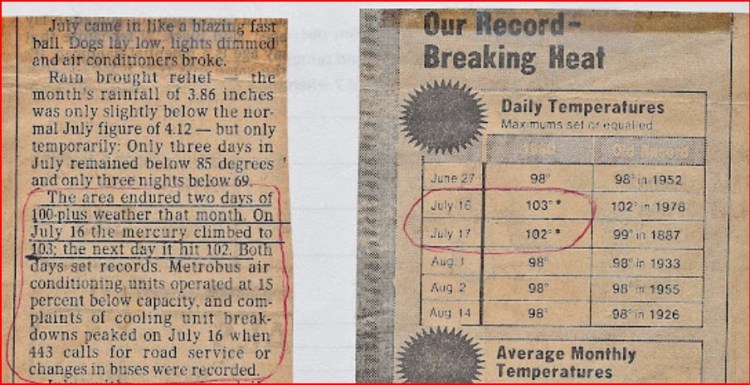 July came in like a blazing fast
ball. Dogs lay low, lights dimmed
and air conditioners broke.
Rain brought relief — the
month's rainfall of 3.86 inches
was only slightly below the nor-
mal July figure of 4.12 — but only
temporarily: Only three days in
July remained below 85 degrees
and only three nights below 69.
The area endured two days of
100-plus weather that month. On
July 16 the mercury climbed to
103; the next day it hit 102. Both
days set records. Metrobus air
conditioning units operated at 15
percent below capacity, and com-
plaints of cooling unit break-
downs peaked on July 16 when
443 calls for road service or
changes in buses were recorded.
Our Record-
Breaking Heat
Daily Temperatures
Maximums set or equalled
1980 Old Record
June 27 98° 98° in 1952
July 16 103°* 102° in 1978
July 17 102°* 99° in 1887
Aug. 1 98° 98° in 1933
Aug. 2 98° 98° in 1955
Aug. 14 98° 98° in 1926
Average Monthly
Temperatures